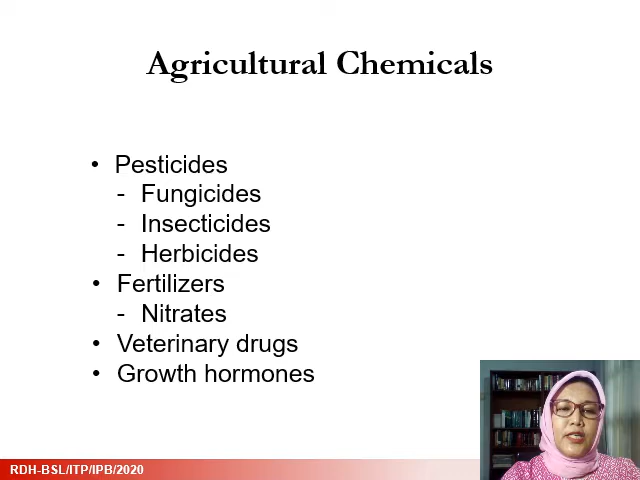 Agricultural Chemicals
• Pesticides
- Fungicides
- Insecticides
- Herbicides
• Fertilizers
- Nitrates
• Veterinary drugs
• Growth hormones
RDH-BSL/ITP/IPB/2020